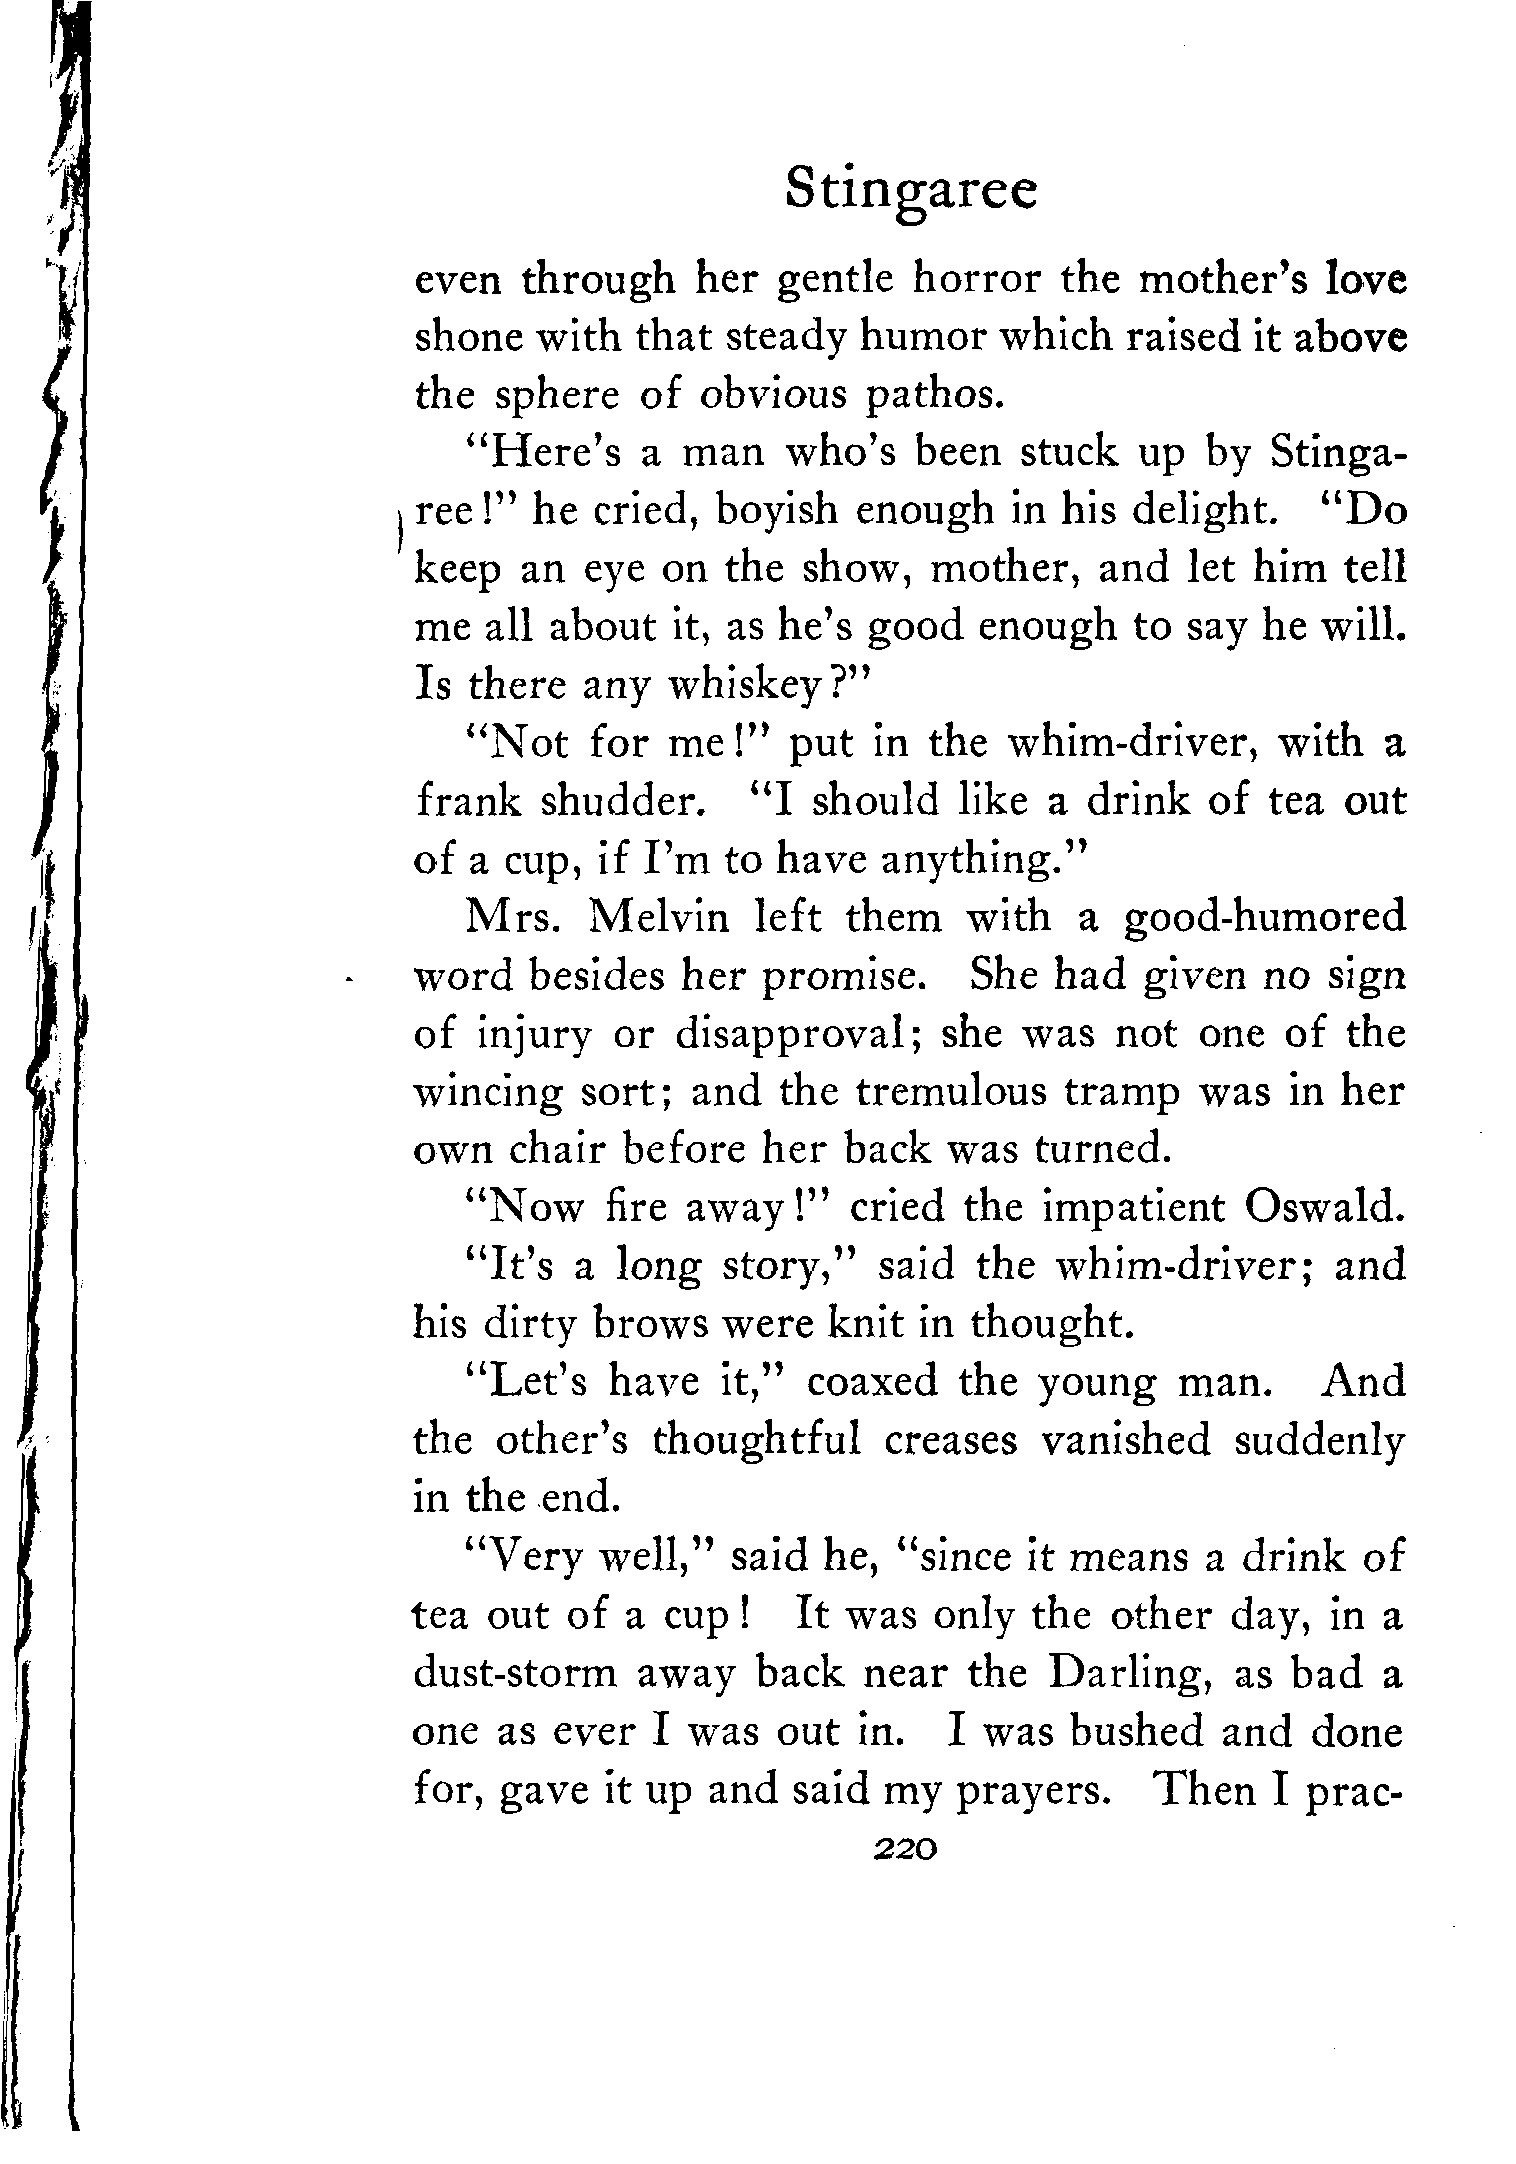 Stingaree
even through her gentle horror the mother's love
shone with that steady humor which raised it above
the sphere of obvious pathos.
"Here's a man who's been stuck up by Stinga-
ree!" he cried, boyish enough in his delight. "Do
keep an eye on the show, mother, and let him tell
me all about it, as he's good enough to say he will.
Is there any whiskey?"
"Not for me!" put in the whim-driver, with a
frank shudder. "I should like a drink of tea out
of a cup, if I'm to have anything."
Mrs. Melvin left them with a good-humored
word besides her promise. She had given no sign
of injury or disapproval; she was not one of the
wincing sort; and the tremulous tramp was in her
own chair before her back was turned.
"Now fire away!" cried the impatient Oswald.
"It's a long story," said the whim-driver; and
his dirty brows were knit in thought.
"Let's have it," coaxed the young man. And
the other's thoughtful creases vanished suddenly
in the end.
"Very well," said he, "since it means a drink of
tea out of a cup! It was only the other day, in a
dust-storm away back near the Darling, as bad a
one as ever I was out in. I was bushed and done
for, gave it up and said my prayers. Then I prac-
220